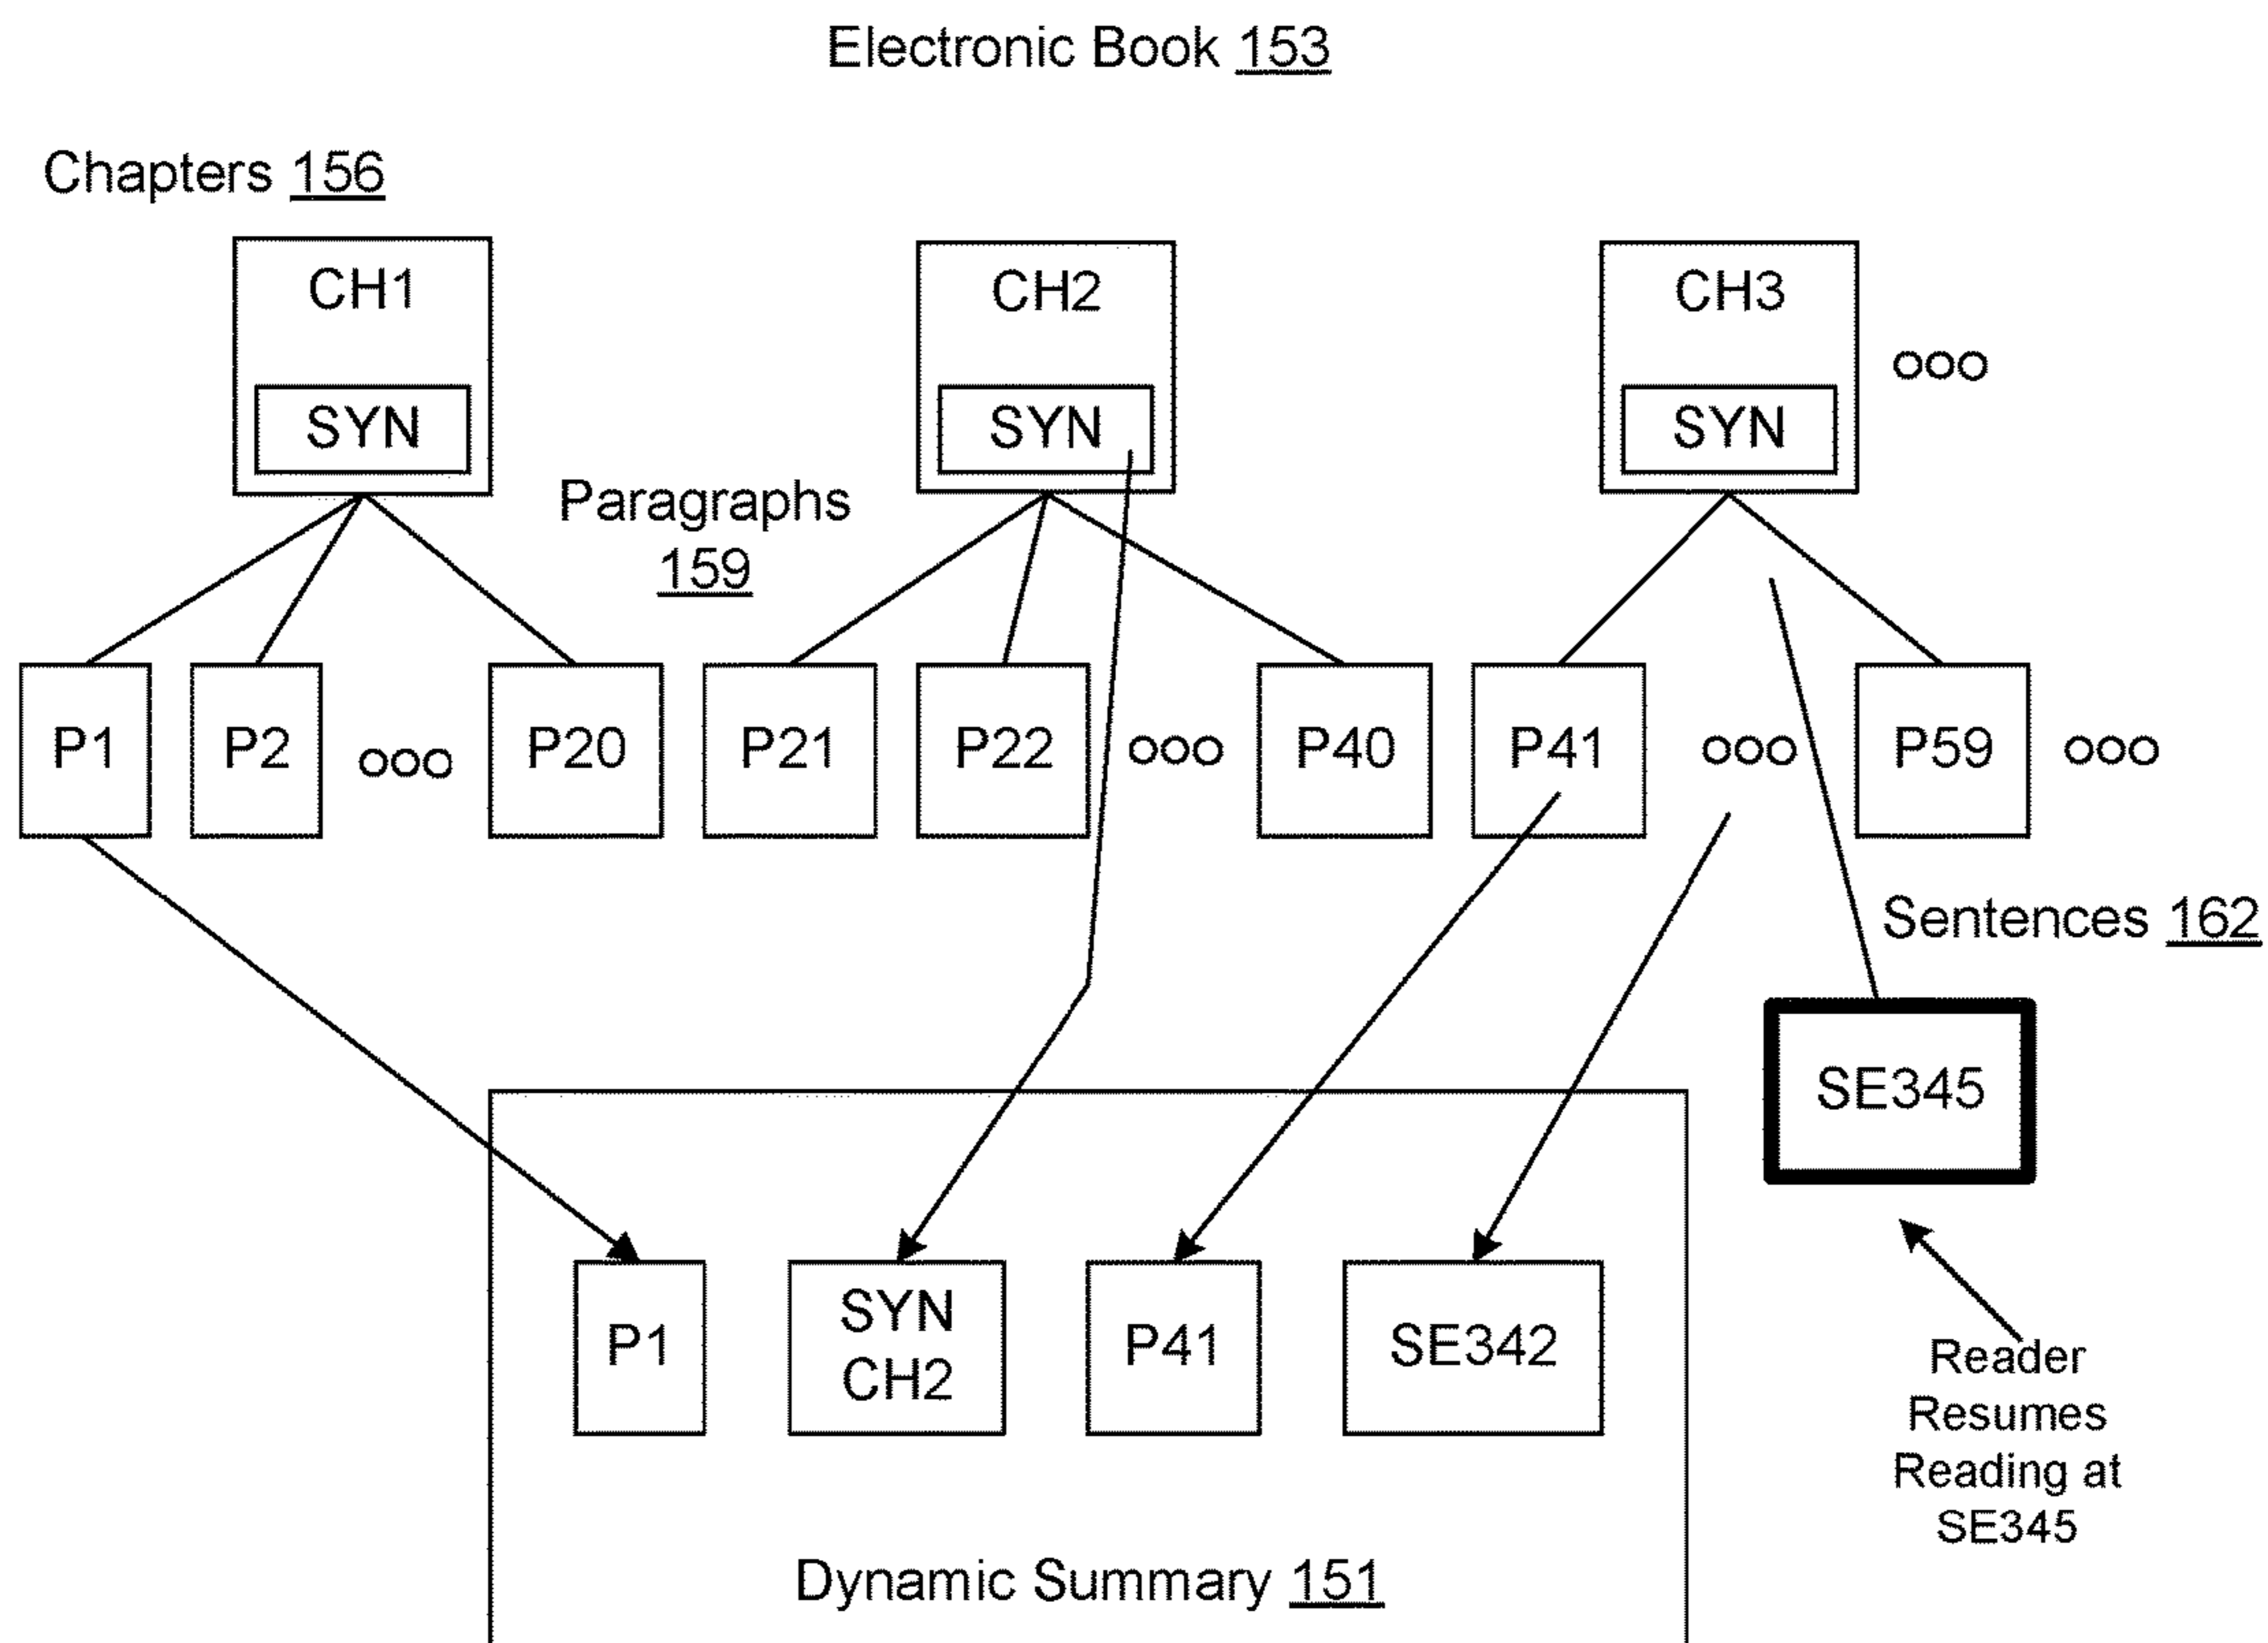 Electronic Book 153
Chapters 156
CH1
SYN
CH2
SYN
CH3
SYN
ooo
Paragraphs
159
P1
P2
ooo
P20
P21
P22
ooo
P40
P41
ooo
P59
ooo
Sentences 162
SE345
P1
SYN
CH2
P41
SE342
Reader
Resumes
Reading at
SE345
Dynamic Summary 151